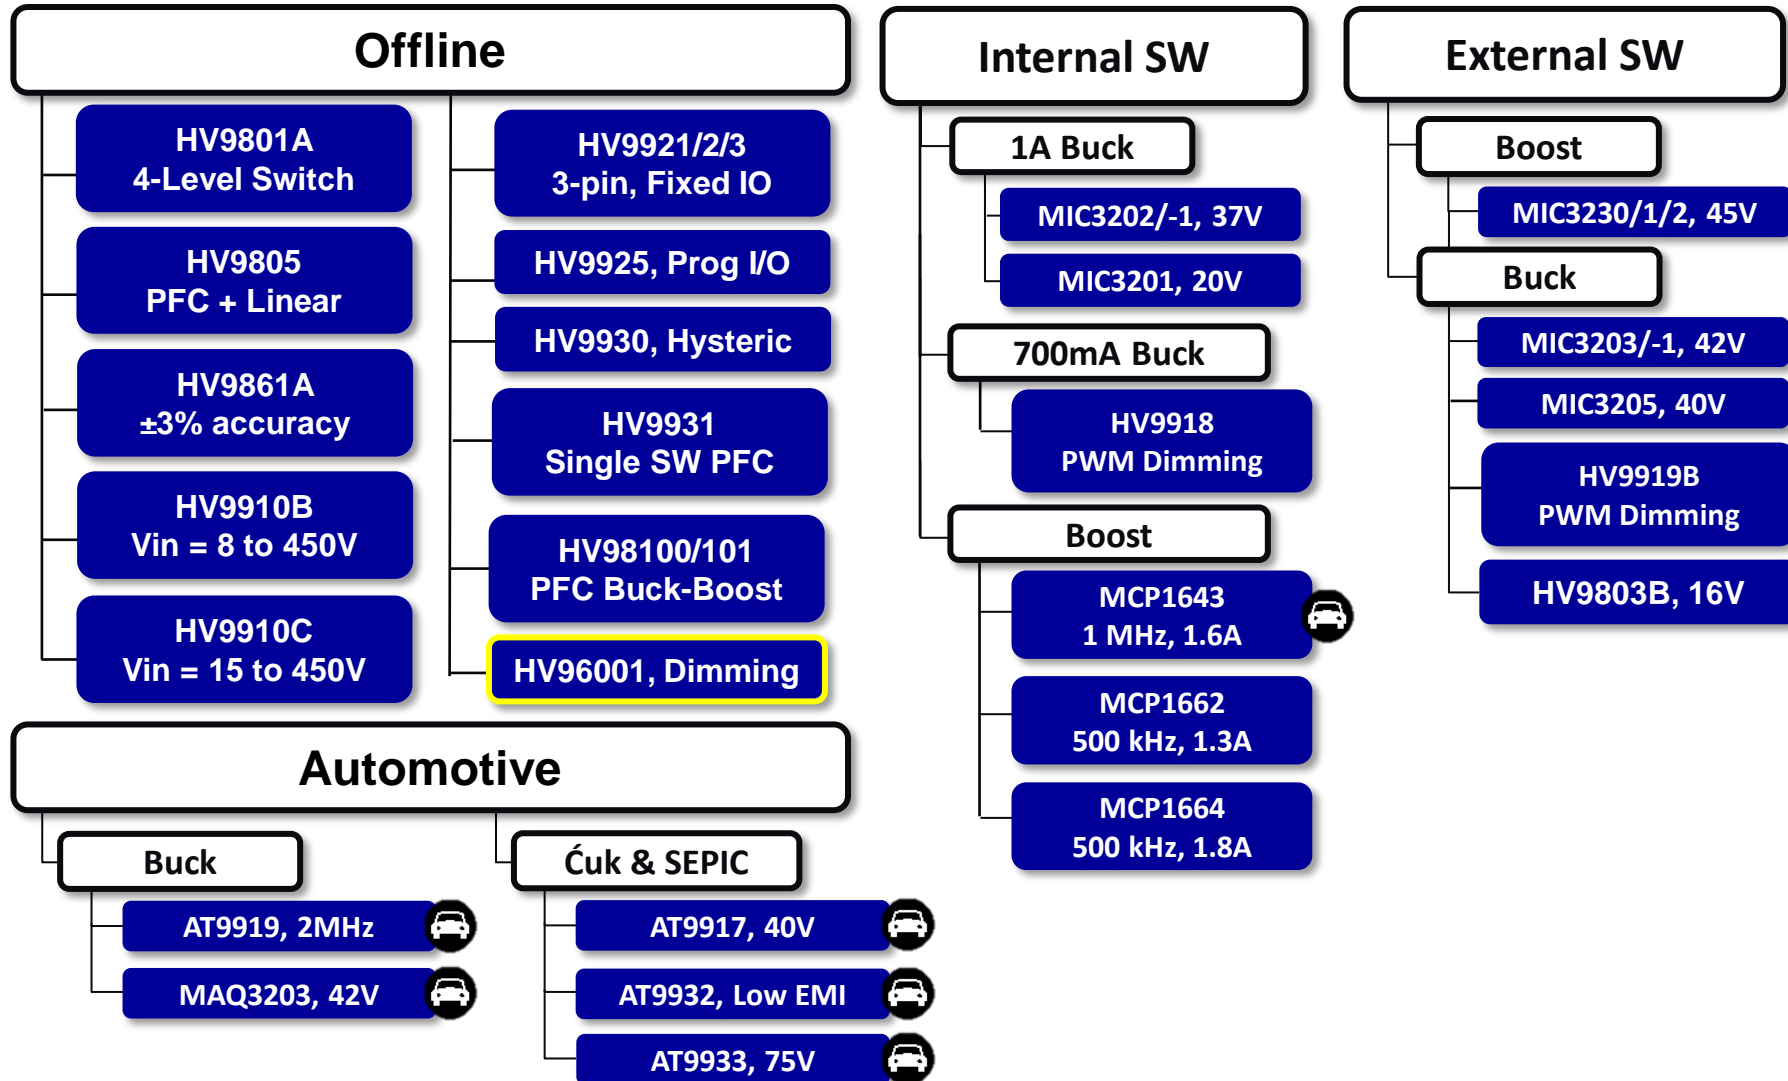 Offline
HV9801A
4-Level Switch
HV9805
PFC + Linear
HV9861A
±3% accuracy
HV9910B
Vin = 8 to 450V
HV9910C
Vin = 15 to 450V
HV9921/2/3
3-pin, Fixed IO
HV9925, Prog I/O
HV9930, Hysteric
HV9931
Single SW PFC
HV98100/101
PFC Buck-Boost
HV96001, Dimming
Automotive
Buck
AT9919, 2MHz
MAQ3203, 42V
Ćuk & SEPIC
AT9917, 40V
AT9932, Low EMI
AT9933, 75V
Internal SW
1A Buck
MIC3202/-1, 37V
MIC3201, 20V
700mA Buck
HV9918
PWM Dimming
Boost
MCP1643
1 MHz, 1.6A
MCP1662
500 kHz, 1.3A
MCP1664
500 kHz, 1.8A
External SW
Boost
MIC3230/1/2, 45V
Buck
MIC3203/-1, 42V
MIC3205, 40V
HV9919B
PWM Dimming
HV9803B, 16V